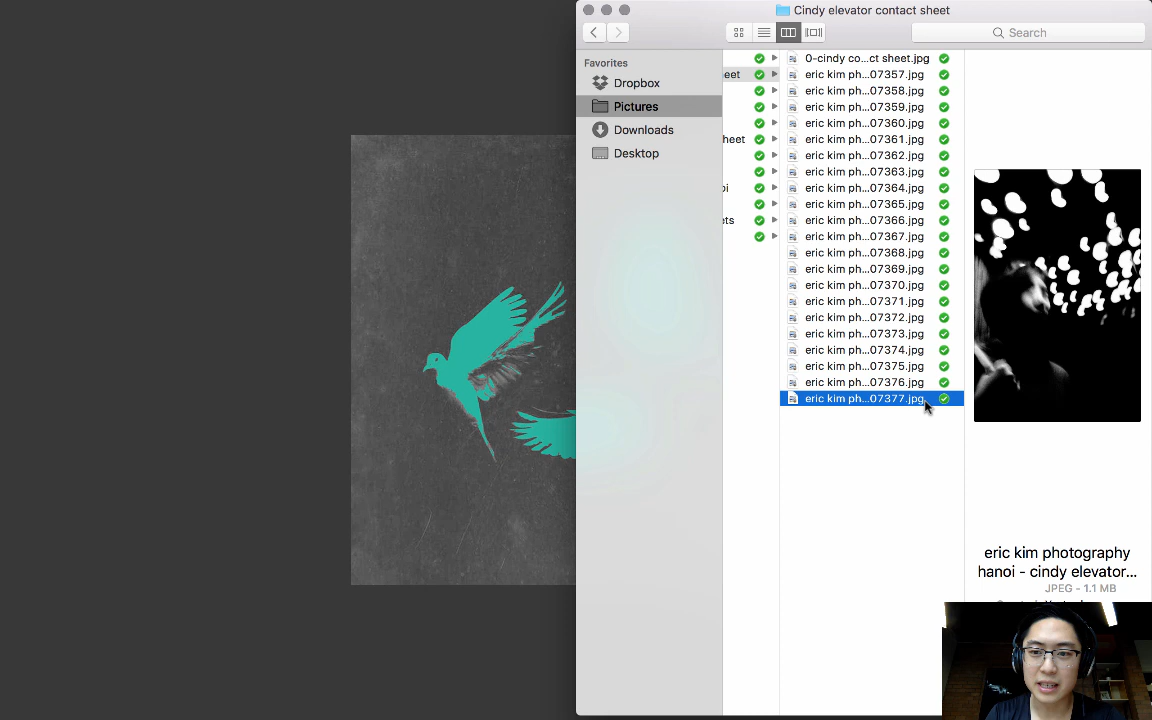 Cindy elevator contact sheet
Search
Favorites
Dropbox
Pictures
Downloads
Desktop
eet
heet
oi
ets
0-cindy co...ct sheet.jpg
eric kim ph...07357.jpg
eric kim ph...07358.jpg
eric kim ph...07359.jpg
eric kim ph...07360.jpg
eric kim ph...07361.jpg
eric kim ph...07362.jpg
eric kim ph...07363.jpg
eric kim ph...07364.jpg
eric kim ph...07365.jpg
eric kim ph...07366.jpg
eric kim ph...07367.jpg
eric kim ph...07368.jpg
eric kim ph...07369.jpg
eric kim ph...07370.jpg
eric kim ph...07371.jpg
eric kim ph...07372.jpg
eric kim ph...07373.jpg
eric kim ph...07374.jpg
eric kim ph...07375.jpg
eric kim ph...07376.jpg
eric kim ph...07377.jpg
eric kim photography
hanoi - cindy elevator...
JPEG - 1.1 MB